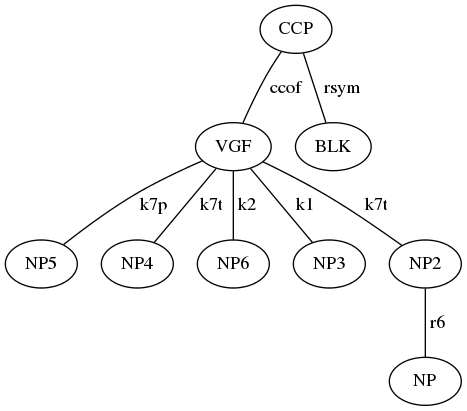 CCP
ccof rsym
VGF BLK
k7p k7t k2 k1 k7t
NP5 NP4 NP6 NP3 NP2
r6
NP